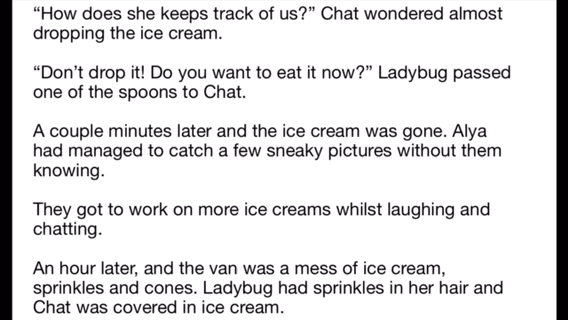 “How does she keeps track of us?” Chat wondered almost
dropping the ice cream.
“Don’t drop it! Do you want to eat it now?” Ladybug passed
one of the spoons to Chat.
A couple minutes later and the ice cream was gone. Alya
had managed to catch a few sneaky pictures without them
knowing.
They got to work on more ice creams whilst laughing and
chatting.
An hour later, and the van was a mess of ice cream,
sprinkles and cones. Ladybug had sprinkles in her hair and
Chat was covered in ice cream.